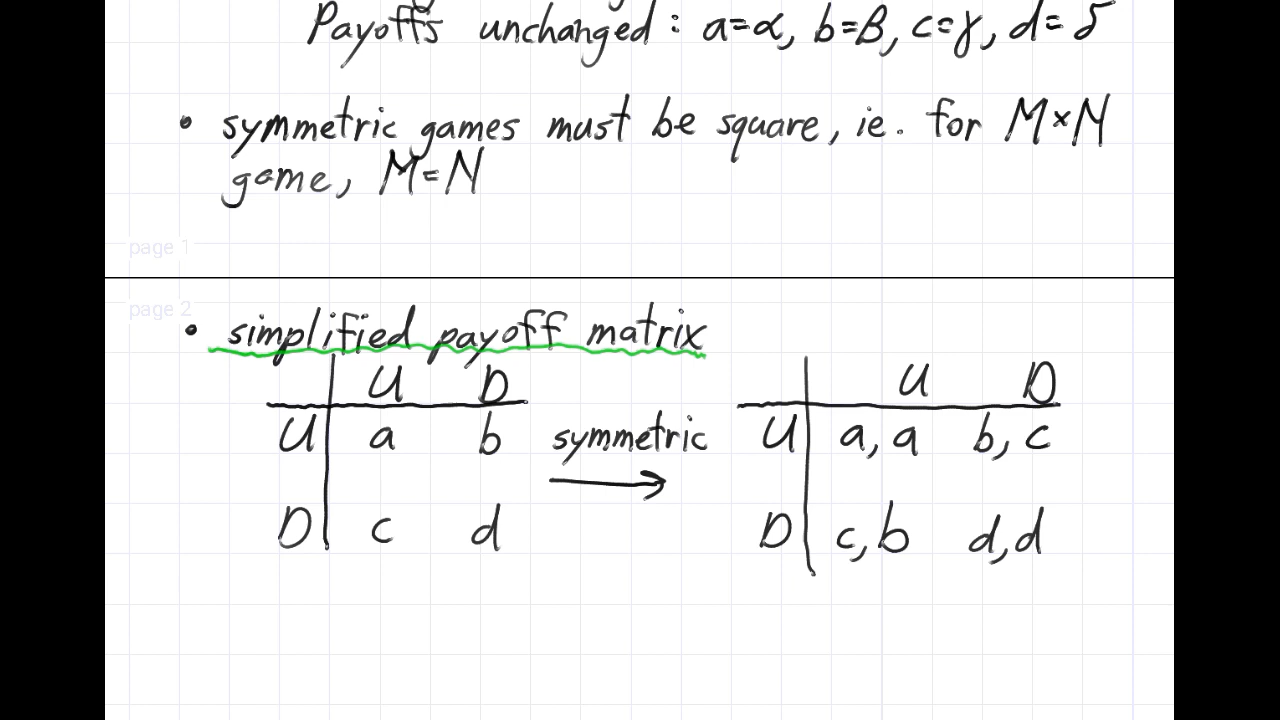 Payoffs unchanged: a=α, b=β, c=γ, d=δ
• symmetric games must be square, ie. for M×N
game, M=N
page 1
page 2
• simplified payoff matrix
U D U D
U a b symmetric U a, a b, c
D c d D c, b d, d